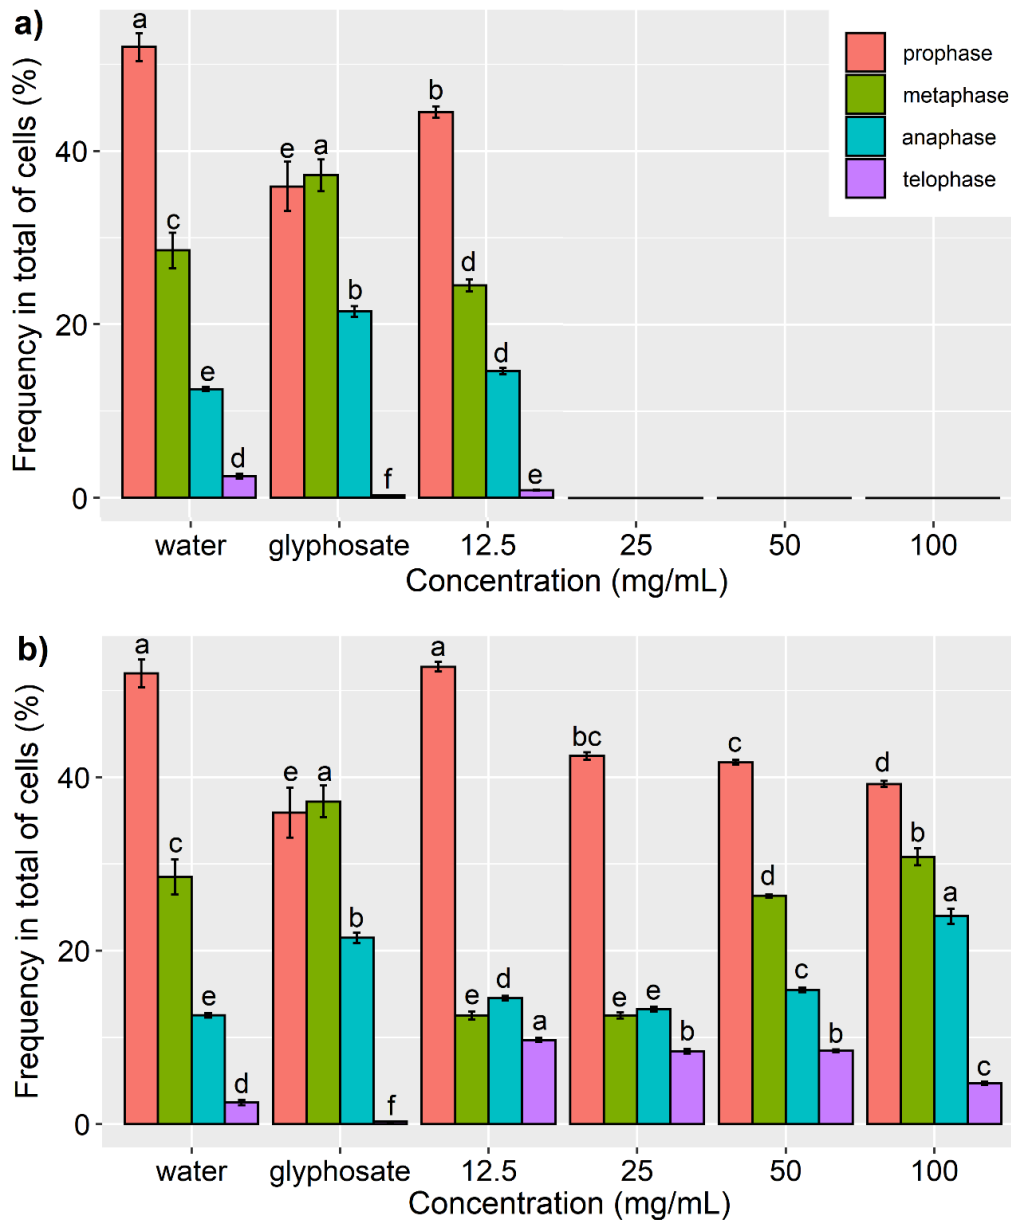 a)
Frequency in total of cells (%)
prophase
metaphase
anaphase
telophase
40
20
0
a
c
e
d
e
a
b
f
b
d
d
e
water glyphosate 12.5 25 50 100
Concentration (mg/mL)
b)
Frequency in total of cells (%)
40
20
0
a
c
e
d
e
a
b
f
a
e
d
a
bc
e
e
b
c
d
c
b
d
b
a
c
water glyphosate 12.5 25 50 100
Concentration (mg/mL)